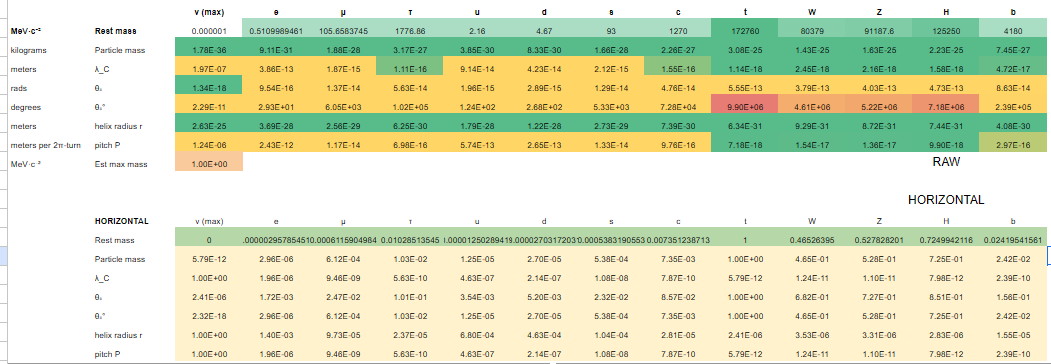 v (max) e μ τ u d s c t W Z H b
MeV·c⁻² Rest mass 0.000001 0.5109989461 105.6583745 1776.86 2.16 4.67 93 1270 172760 80379 91187.6 125250 4180
kilograms Particle mass 1.78E-36 9.11E-31 1.88E-28 3.17E-27 3.85E-30 8.33E-30 1.66E-28 2.26E-27 3.08E-25 1.43E-25 1.63E-25 2.23E-25 7.45E-27
meters λ_C 1.97E-07 3.86E-13 1.87E-15 1.11E-16 9.14E-14 4.23E-14 2.12E-15 1.55E-16 1.14E-18 2.45E-18 2.16E-18 1.58E-18 4.72E-17
rads θₛ 1.34E-18 9.54E-16 1.37E-14 5.63E-14 1.96E-15 2.89E-15 1.29E-14 4.76E-14 5.55E-13 3.79E-13 4.03E-13 4.73E-13 8.63E-14
degrees θₛ° 2.29E-11 2.93E+01 6.05E+03 1.02E+05 1.24E+02 2.68E+02 5.33E+03 7.28E+04 9.90E+06 4.61E+06 5.22E+06 7.18E+06 2.39E+05
meters helix radius r 2.63E-25 3.69E-28 2.56E-29 6.25E-30 1.79E-28 1.22E-28 2.73E-29 7.39E-30 6.34E-31 9.29E-31 8.72E-31 7.44E-31 4.08E-30
meters per 2π-turn pitch P 1.24E-06 2.43E-12 1.17E-14 6.98E-16 5.74E-13 2.65E-13 1.33E-14 9.76E-16 7.18E-18 1.54E-17 1.36E-17 9.90E-18 2.97E-16
MeV·c⁻² Est max mass 1.00E+00
RAW
HORIZONTAL
HORIZONTAL v (max) e μ τ u d s c t W Z H b
Rest mass 0 .000002957854510.0006115904984 0.01028513545 1.00001250289419.00002703172031 0.0005383190553 0.007351238713 1 0.46526395 0.527828201 0.7249942116 0.02419541561
Particle mass 5.79E-12 2.96E-06 6.12E-04 1.03E-02 1.25E-05 2.70E-05 5.38E-04 7.35E-03 1.00E+00 4.65E-01 5.28E-01 7.25E-01 2.42E-02
λ_C 1.00E+00 1.96E-06 9.46E-09 5.63E-10 4.63E-07 2.14E-07 1.08E-08 7.87E-10 5.79E-12 1.24E-11 1.10E-11 7.98E-12 2.39E-10
θₛ 2.41E-06 1.72E-03 2.47E-02 1.01E-01 3.54E-03 5.20E-03 2.32E-02 8.57E-02 1.00E+00 6.82E-01 7.27E-01 8.51E-01 1.56E-01
θₛ° 2.32E-18 2.96E-06 6.12E-04 1.03E-02 1.25E-05 2.70E-05 5.38E-04 7.35E-03 1.00E+00 4.65E-01 5.28E-01 7.25E-01 2.42E-02
helix radius r 1.00E+00 1.40E-03 9.73E-05 2.37E-05 6.80E-04 4.63E-04 1.04E-04 2.81E-05 2.41E-06 3.53E-06 3.31E-06 2.83E-06 1.55E-05
pitch P 1.00E+00 1.96E-06 9.46E-09 5.63E-10 4.63E-07 2.14E-07 1.08E-08 7.87E-10 5.79E-12 1.24E-11 1.10E-11 7.98E-12 2.39E-10